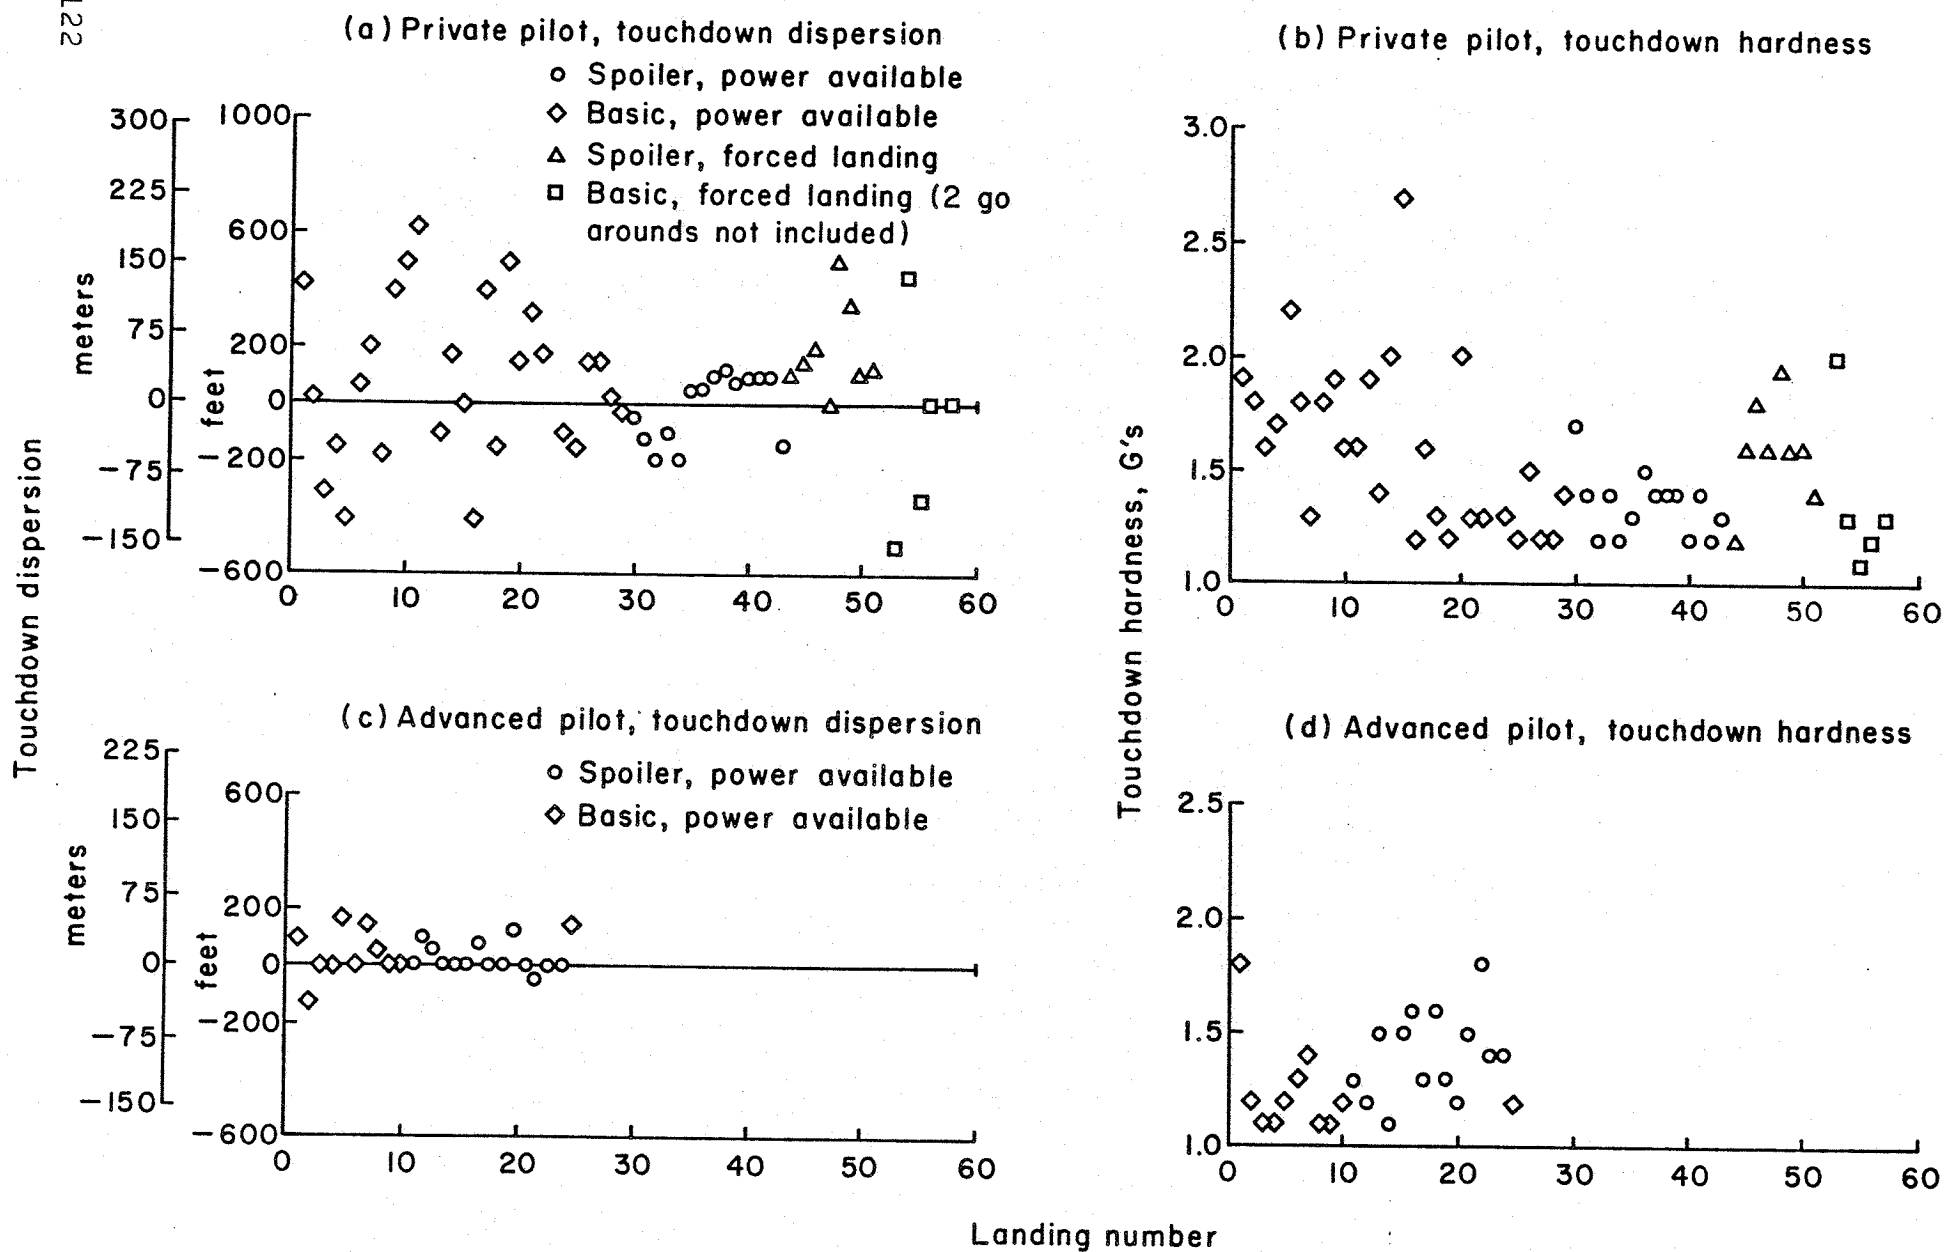 122
(a) Private pilot, touchdown dispersion
Spoiler, power available
Basic, power available
Spoiler, forced landing
Basic, forced landing (2 go
arounds not included)
300
225
150
75
0
−75
−150
meters
1000
600
200
0
−200
−600
feet
0 10 20 30 40 50 60
(b) Private pilot, touchdown hardness
3.0
2.5
2.0
1.5
1.0
0 10 20 30 40 50 60
Touchdown dispersion
Touchdown hardness, G's
(c) Advanced pilot, touchdown dispersion
Spoiler, power available
Basic, power available
225
150
75
0
−75
−150
meters
600
200
0
−200
−600
feet
0 10 20 30 40 50 60
(d) Advanced pilot, touchdown hardness
2.5
2.0
1.5
1.0
0 10 20 30 40 50 60
Landing number